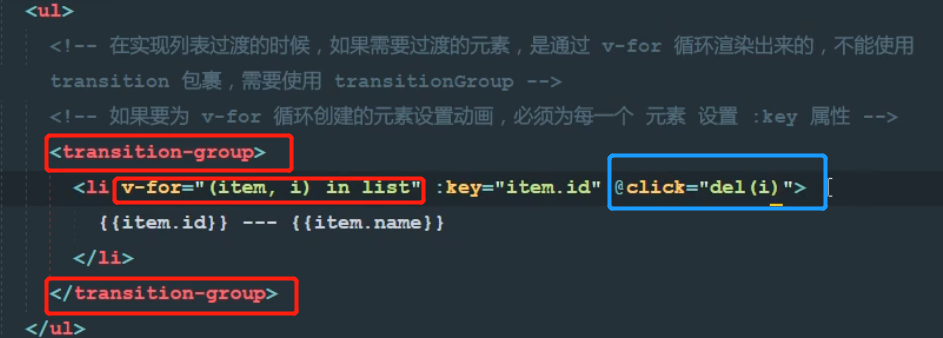 <ul>
<!-- 在实现列表过渡的时候，如果需要过渡的元素，是通过 v-for 循环渲染出来的，不能使用
transition 包裹，需要使用 transitionGroup -->
<!-- 如果要为 v-for 循环创建的元素设置动画，必须为每一个 元素 设置 :key 属性 -->
<transition-group>
<li v-for="(item, i) in list" :key="item.id" @click="del(i)">
{{item.id}} --- {{item.name}}
</li>
</transition-group>
</ul>